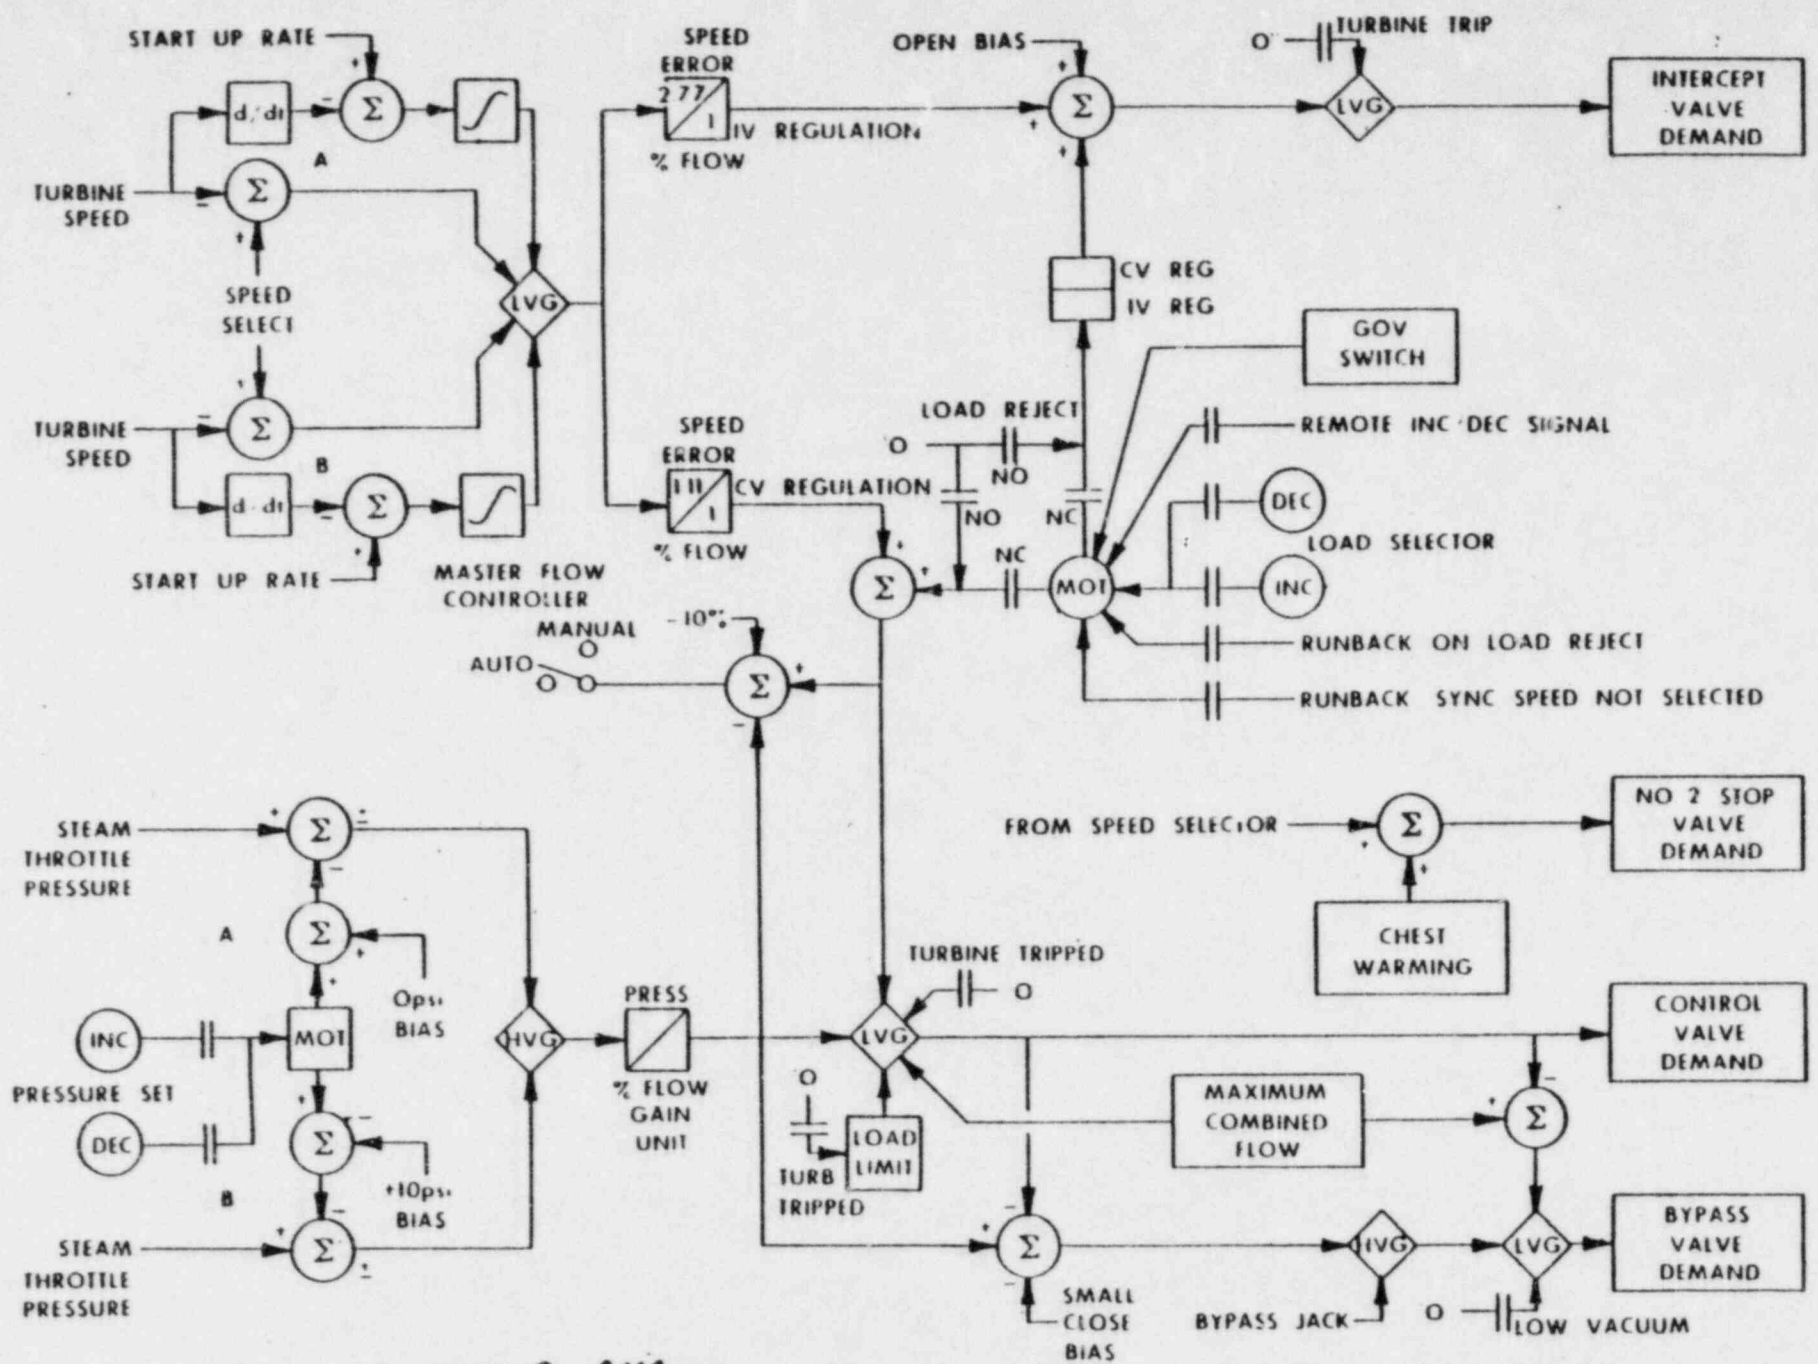 START UP RATE
SPEED
ERROR
OPEN BIAS
O
TURBINE TRIP
+
+
+
+
-
d/dt
Σ
277
1
IV REGULATION
% FLOW
Σ
LVG
INTERCEPT
VALVE
DEMAND
A
TURBINE
SPEED
-
Σ
+
SPEED
SELECT
LVG
CV REG
IV REG
GOV
SWITCH
+
-
TURBINE
SPEED
Σ
B
d/dt
-
Σ
+
START UP RATE
SPEED
ERROR
111
1
CV REGULATION
% FLOW
LOAD REJECT
O
NO
NO
NC
NC
REMOTE INC DEC SIGNAL
DEC
LOAD SELECTOR
INC
MOT
+
+
Σ
RUNBACK ON LOAD REJECT
RUNBACK SYNC SPEED NOT SELECTED
MASTER FLOW
CONTROLLER
MANUAL
AUTO
-10%
+
Σ
-
STEAM
THROTTLE
PRESSURE
+
Σ
±
-
A
Σ
+
+
0psi
BIAS
INC
PRESSURE SET
DEC
MOT
+
-
Σ
+10psi
BIAS
B
-
STEAM
THROTTLE
PRESSURE
+
Σ
±
HVG
PRESS
% FLOW
GAIN
UNIT
TURBINE TRIPPED
O
LVG
O
TURB
TRIPPED
LOAD
LIMIT
FROM SPEED SELECTOR
+
Σ
+
CHEST
WARMING
NO 2 STOP
VALVE
DEMAND
CONTROL
VALVE
DEMAND
MAXIMUM
COMBINED
FLOW
-
+
Σ
-
+
Σ
-
SMALL
CLOSE
BIAS
HVG
BYPASS JACK
LVG
O
LOW VACUUM
BYPASS
VALVE
DEMAND